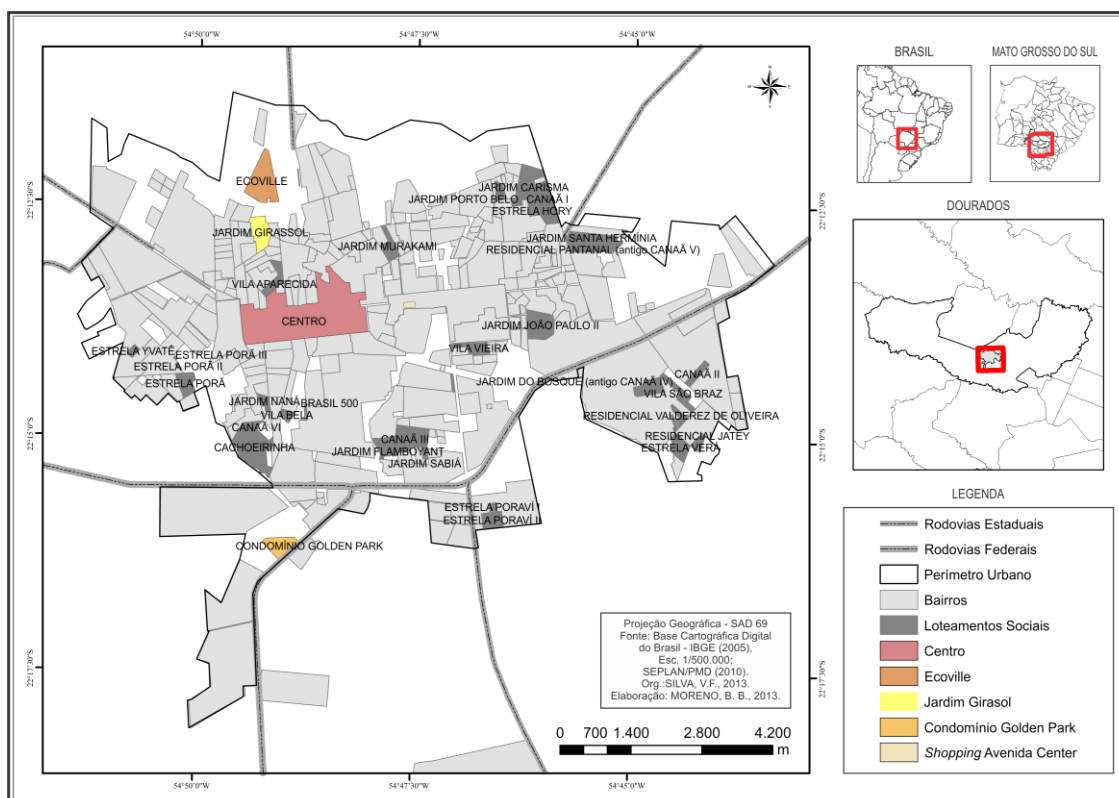 54°50'0"W
54°47'30"W
54°45'0"W
BRASIL
MATO GROSSO DO SUL
22°12'30"S
22°12'30"S
ECOVILLE
JARDIM CARISMA
JARDIM PORTO BELO
CANAÃ I
ESTRELA HORY
JARDIM GIRASSOL
JARDIM MURAKAMI
JARDIM SANTA HERMÍNIA
RESIDENCIAL PANTANAL (antigo CANAÃ V)
DOURADOS
VILA APARECIDA
CENTRO
JARDIM JOÃO PAULO II
ESTRELA YVATE
ESTRELA PORÃ III
ESTRELA PORÃ II
ESTRELA PORÃ
VILA VIEIRA
CANAÃ II
JARDIM DO BOSQUE (antigo CANAÃ IV)
VILA SÃO BRAZ
JARDIM NANÁ
BRASIL 500
VILA BELA
RESIDENCIAL VALDEREZ DE OLIVEIRA
CANAÃ VI
22°15'0"S
22°15'0"S
CACHOEIRINHA
CANAÃ III
JARDIM FLAMBOYANT
JARDIM SABIÁ
RESIDENCIAL JATEY
ESTRELA VERÁ
ESTRELA PORAVÍ I
ESTRELA PORAVÍ II
CONDOMÍNIO GOLDEN PARK
LEGENDA
Rodovias Estaduais
Rodovias Federais
Perímetro Urbano
Bairros
Loteamentos Sociais
Centro
Ecoville
Jardim Girasol
Condomínio Golden Park
Shopping Avenida Center
Projeção Geográfica - SAD 69
Fonte: Base Cartográfica Digital
do Brasil - IBGE (2005),
Esc. 1/500.000;
SEPLAN/PMD (2010).
Org.:SILVA, V.F., 2013.
Elaboração: MORENO, B. B., 2013.
22°17'30"S
22°17'30"S
0 700 1.400 2.800 4.200
m
54°50'0"W
54°47'30"W
54°45'0"W